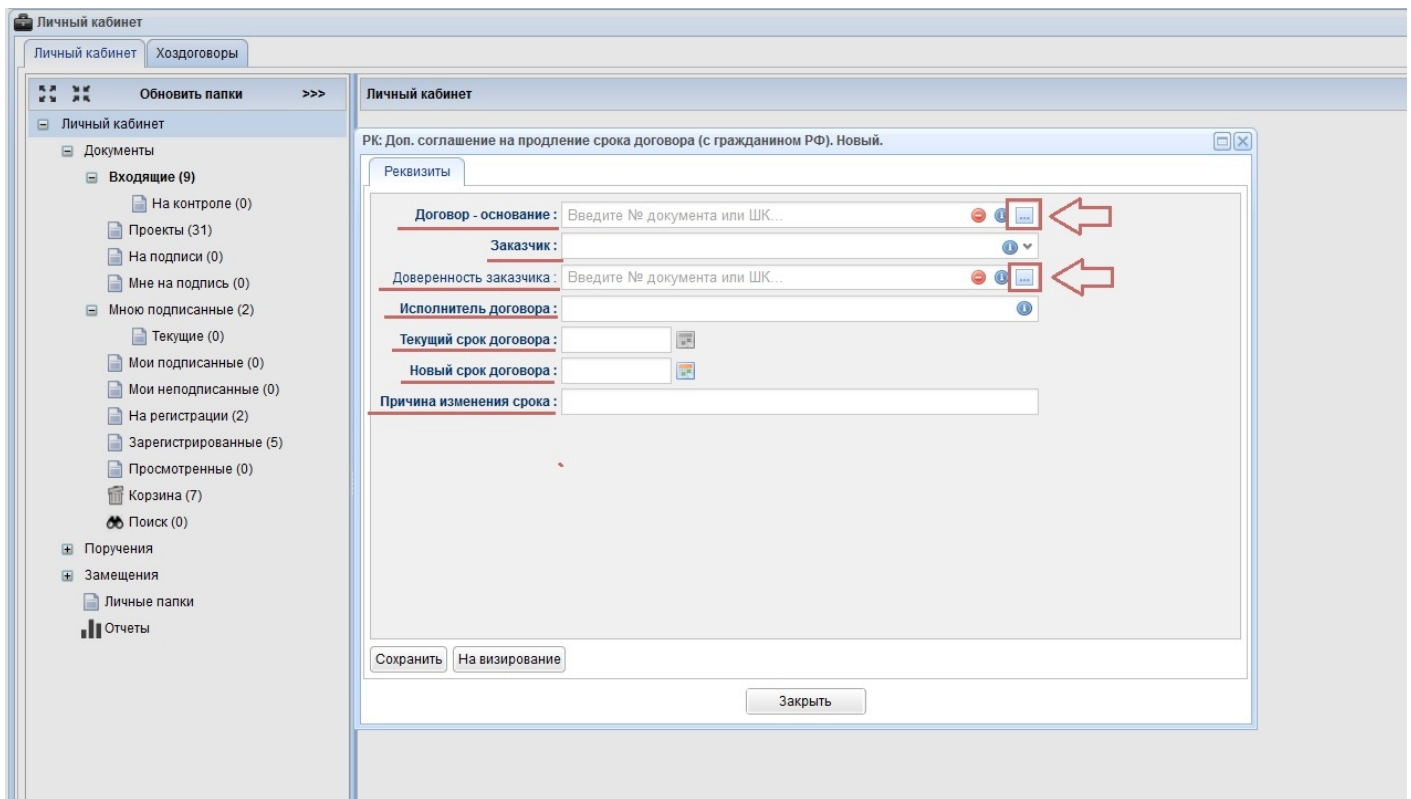 Личный кабинет
Личный кабинет Хоздоговоры
Обновить папки >>>
Личный кабинет
Личный кабинет
Документы
Входящие (9)
На контроле (0)
Проекты (31)
На подписи (0)
Мне на подпись (0)
Мною подписанные (2)
Текущие (0)
Мои подписанные (0)
Мои неподписанные (0)
На регистрации (2)
Зарегистрированные (5)
Просмотренные (0)
Корзина (7)
Поиск (0)
Поручения
Замещения
Личные папки
Отчеты
РК: Доп. соглашение на продление срока договора (с гражданином РФ). Новый.
Реквизиты
Договор - основание : Введите № документа или ШК...
Заказчик :
Доверенность заказчика : Введите № документа или ШК...
Исполнитель договора :
Текущий срок договора :
Новый срок договора :
Причина изменения срока :
Сохранить На визирование
Закрыть